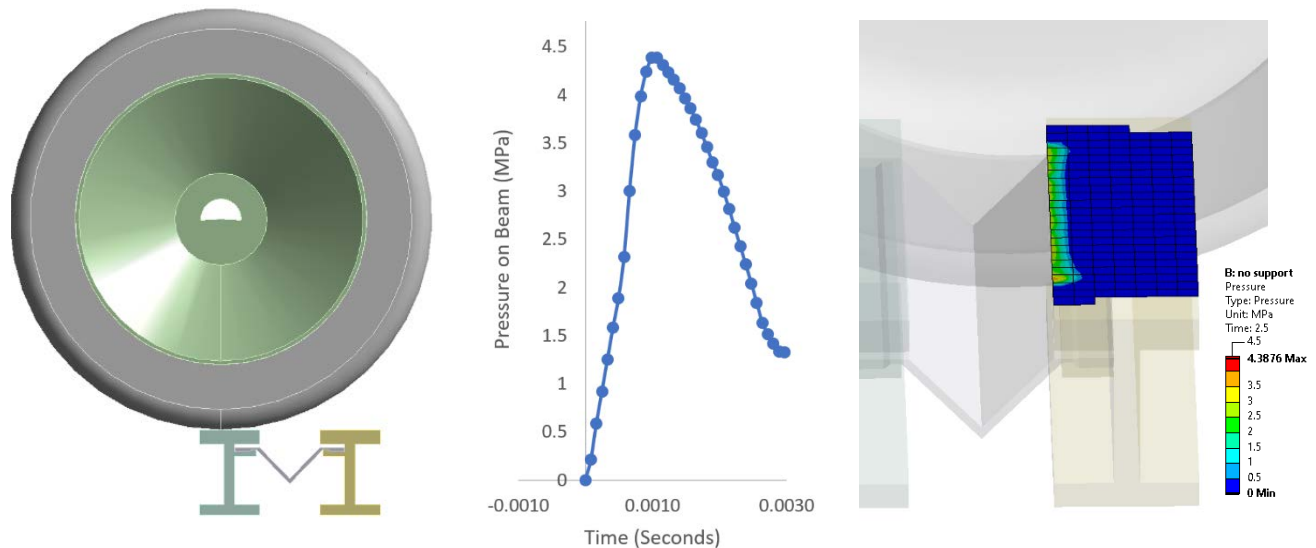 4.5
4
3.5
3
2.5
2
1.5
1
0.5
0
-0.0010
0.0010
0.0030
Pressure on Beam (MPa)
Time (Seconds)
B: no support
Pressure
Type: Pressure
Unit: MPa
Time: 2.5
4.5
4.3876 Max
3.5
3
2.5
2
1.5
1
0.5
0 Min